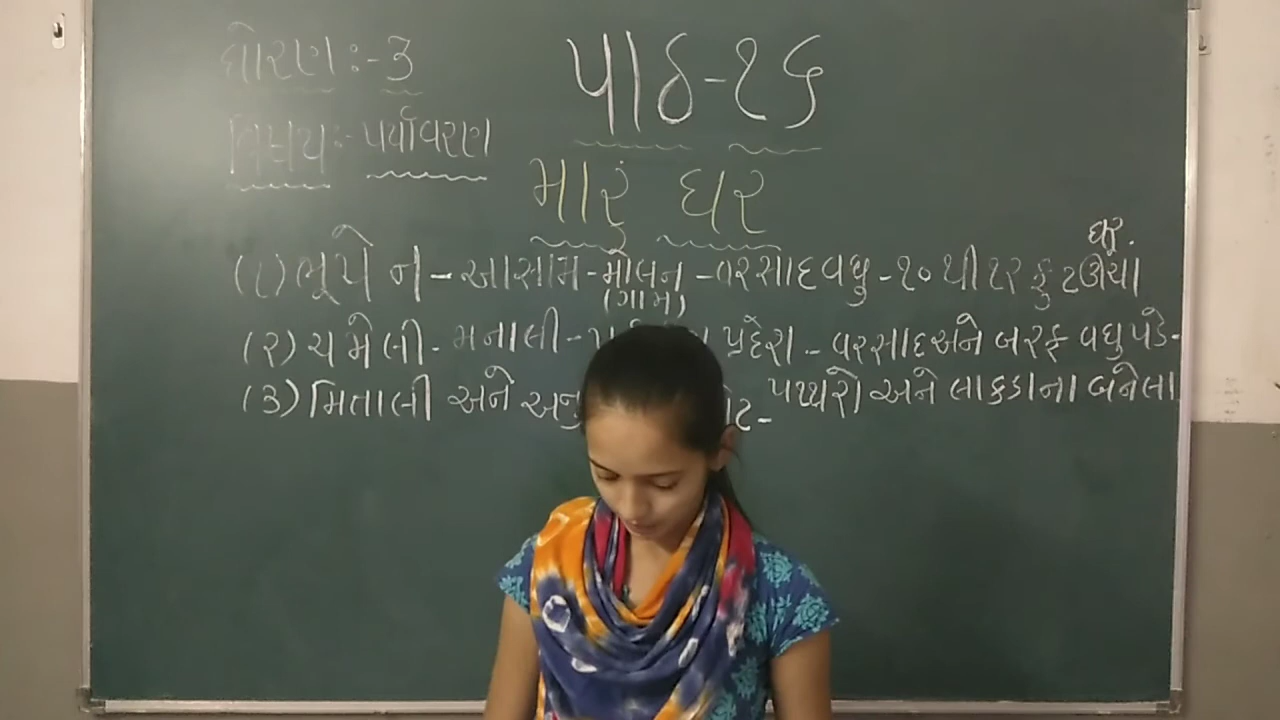 ધોરણ:-૩
પાઠ-૨૬
વિષય:- પર્યાવરણ
મારું ઘર
ઘર.
(૧) ભૂપેન - આસામ - મોલન - વરસાદ વધુ - ૧૦ થી ૧૨ ફુટ ઊંચા
(ગામ)
(૨) ચમેલી - મનાલી - પ્રદેશ - વરસાદ અને બરફ વધુ પડે -
(૩) મિતાલી અને - પથ્થરો અને લાકડાના બનેલા